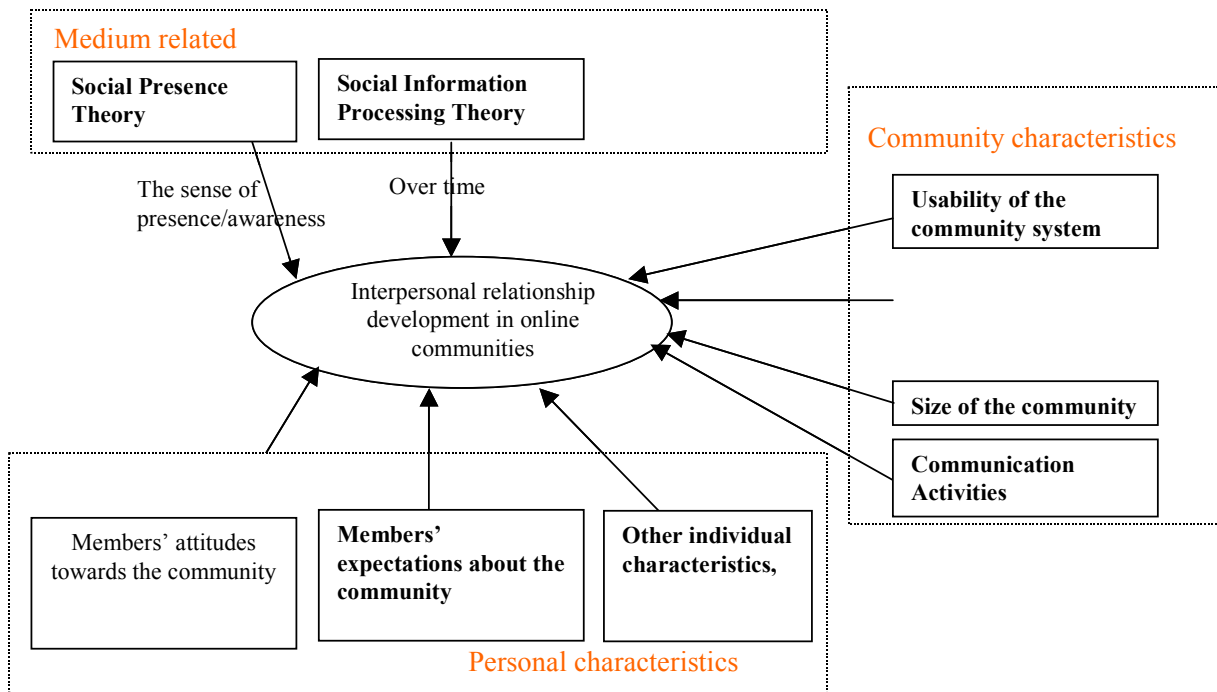 Medium related
Social Presence
Theory
Social Information
Processing Theory
The sense of
presence/awareness
Over time
Community characteristics
Usability of the
community system
Interpersonal relationship
development in online
communities
Size of the community
Communication
Activities
Members’ attitudes
towards the community
Members’
expectations about the
community
Other individual
characteristics,
Personal characteristics